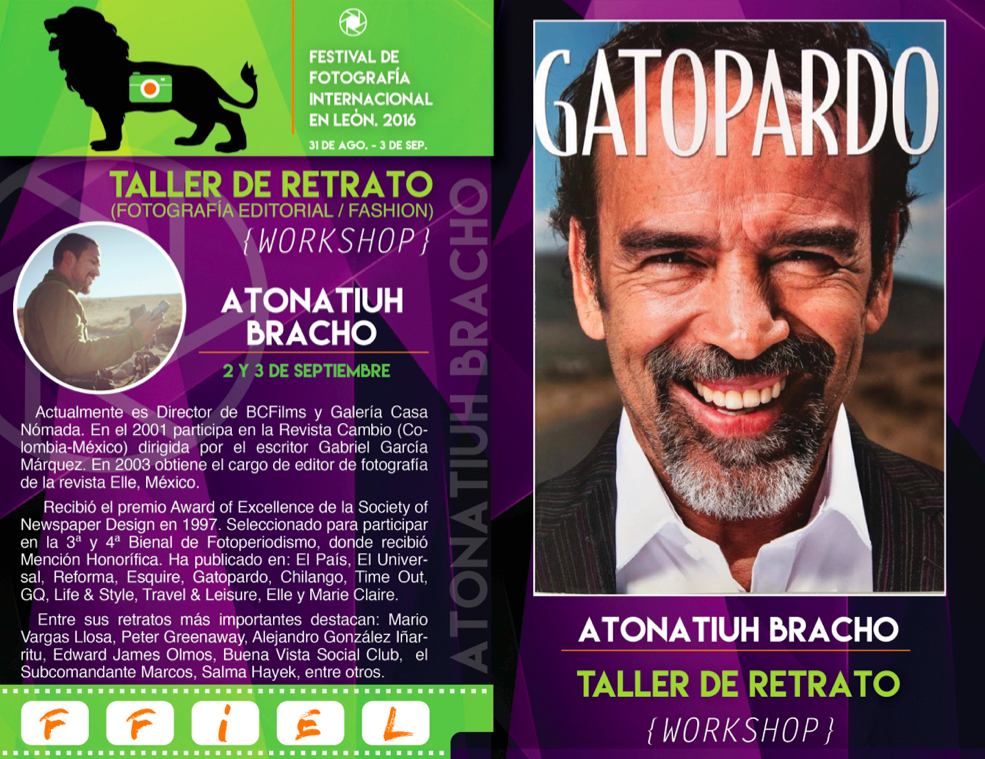 FESTIVAL DE
FOTOGRAFÍA
INTERNACIONAL
EN LEÓN. 2016
31 DE AGO. - 3 DE SEP.
TALLER DE RETRATO
(FOTOGRAFÍA EDITORIAL / FASHION)
{WORKSHOP}
ATONATIUH
BRACHO
2 Y 3 DE SEPTIEMBRE
Actualmente es Director de BCFilms y Galería Casa
Nómada. En el 2001 participa en la Revista Cambio (Co-
lombia-México) dirigida por el escritor Gabriel García
Márquez. En 2003 obtiene el cargo de editor de fotografía
de la revista Elle, México.
Recibió el premio Award of Excellence de la Society of
Newspaper Design en 1997. Seleccionado para participar
en la 3ª y 4ª Bienal de Fotoperiodismo, donde recibió
Mención Honorífica. Ha publicado en: El País, El Univer-
sal, Reforma, Esquire, Gatopardo, Chilango, Time Out,
GQ, Life & Style, Travel & Leisure, Elle y Marie Claire.
Entre sus retratos más importantes destacan: Mario
Vargas Llosa, Peter Greenaway, Alejandro González Iñar-
ritu, Edward James Olmos, Buena Vista Social Club, el
Subcomandante Marcos, Salma Hayek, entre otros.
FFiEL
ATONATIUH BRACHO
GATOPARDO
ATONATIUH BRACHO
TALLER DE RETRATO
{WORKSHOP}